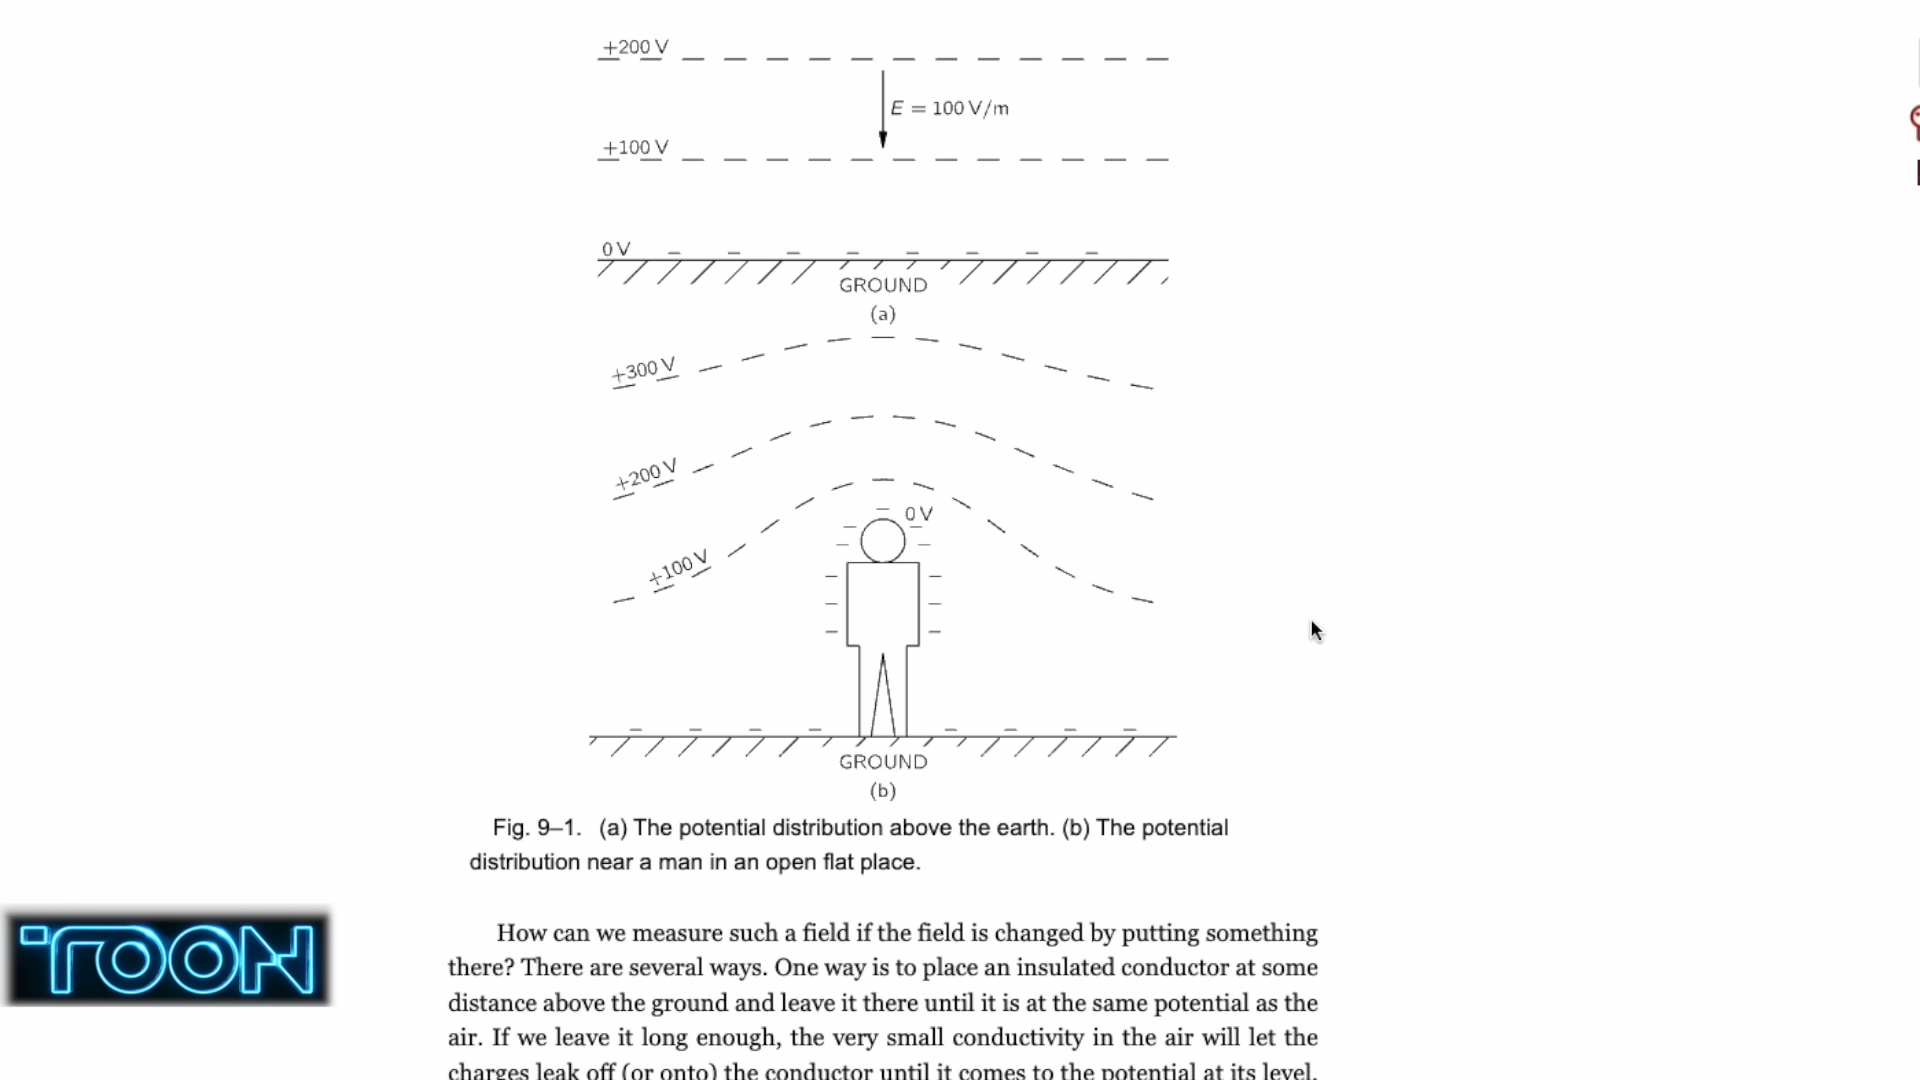 +200 V
E = 100 V/m
+100 V
0 V
GROUND
(a)
+300 V
+200 V
0 V
+100 V
GROUND
(b)
Fig. 9–1. (a) The potential distribution above the earth. (b) The potential
distribution near a man in an open flat place.
TOON
How can we measure such a field if the field is changed by putting something
there? There are several ways. One way is to place an insulated conductor at some
distance above the ground and leave it there until it is at the same potential as the
air. If we leave it long enough, the very small conductivity in the air will let the
charges leak off (or onto) the conductor until it comes to the potential at its level.